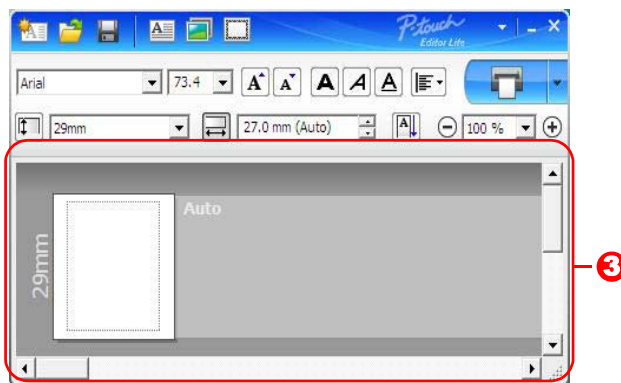 P-touch
Editor Lite
Arial 73.4 A A A A A
29mm 27.0 mm (Auto) A 100 %
Auto
29mm
3